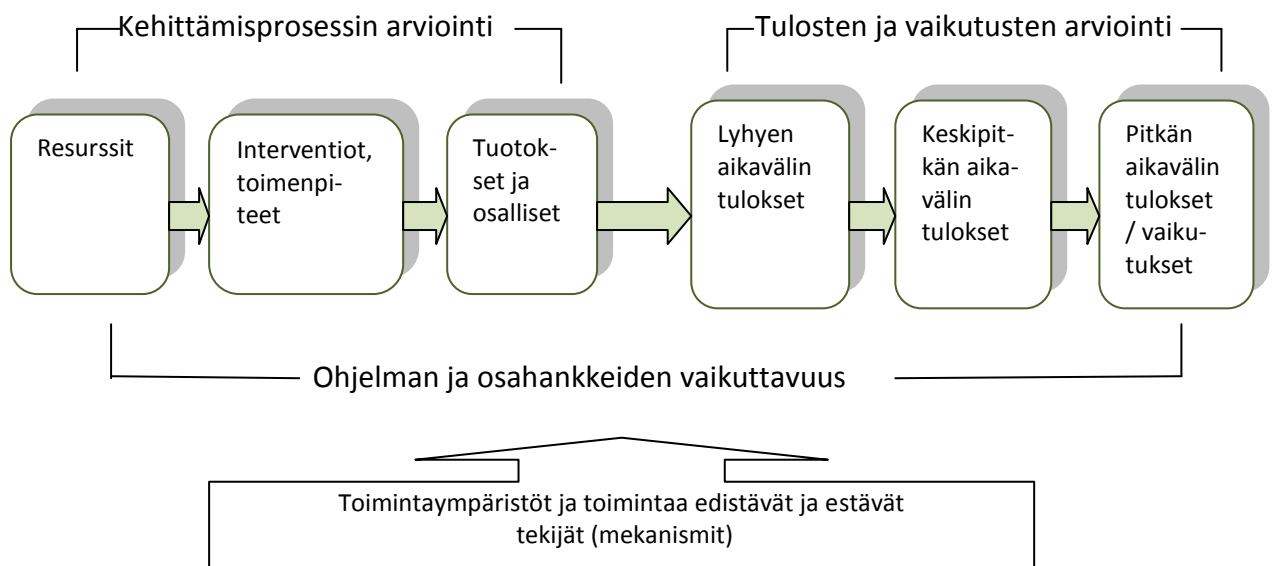 Kehittämisprosessin arviointi
Tulosten ja vaikutusten arviointi
Resurssit
Interventiot,
toimenpi-
teet
Tuotok-
set ja
osalliset
Lyhyen
aikavälin
tulokset
Keskipit-
kän aika-
välin
tulokset
Pitkän
aikavälin
tulokset
/ vaiku-
tukset
Ohjelman ja osahankkeiden vaikuttavuus
Toimintaympäristöt ja toimintaa edistävät ja estävät
tekijät (mekanismit)